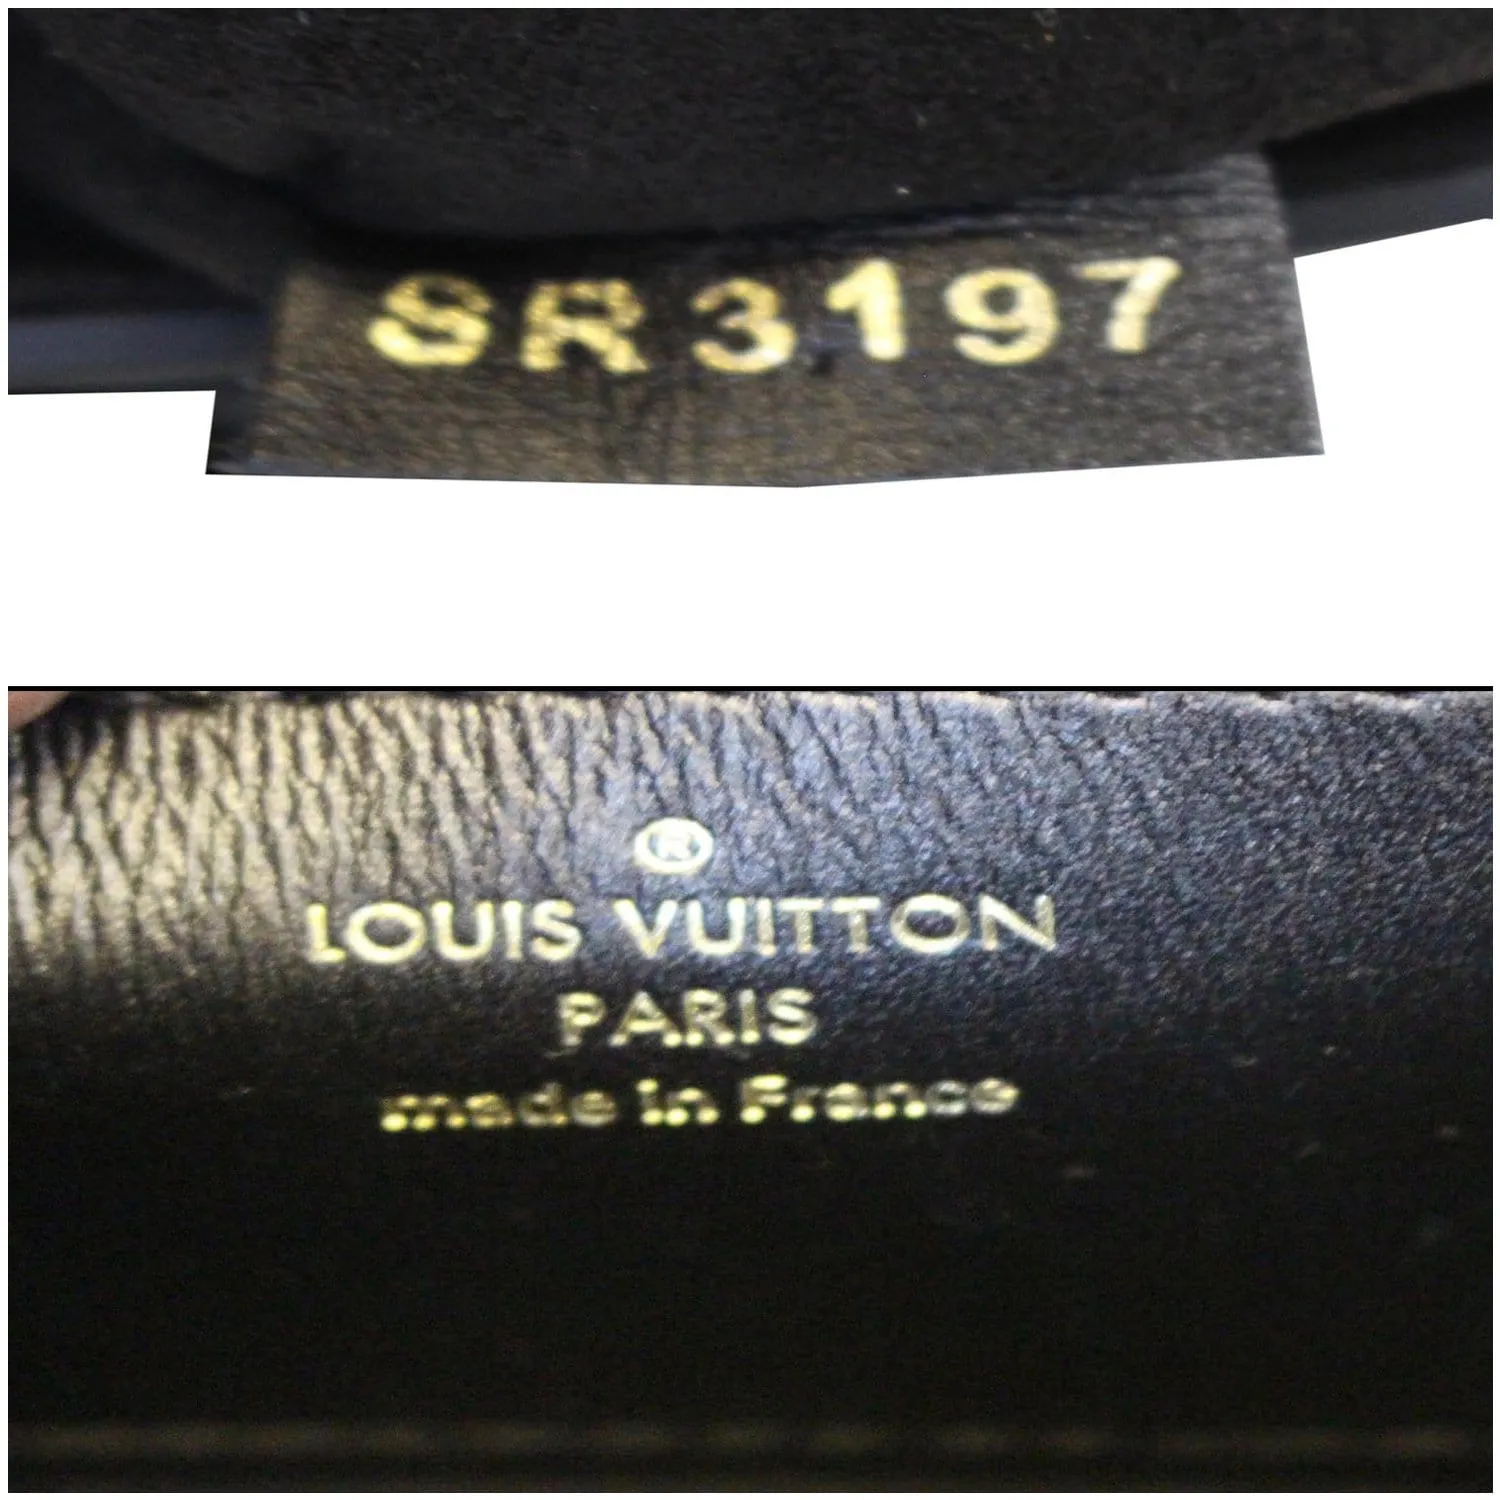 SR3197
®
LOUIS VUITTON
PARIS
made in France